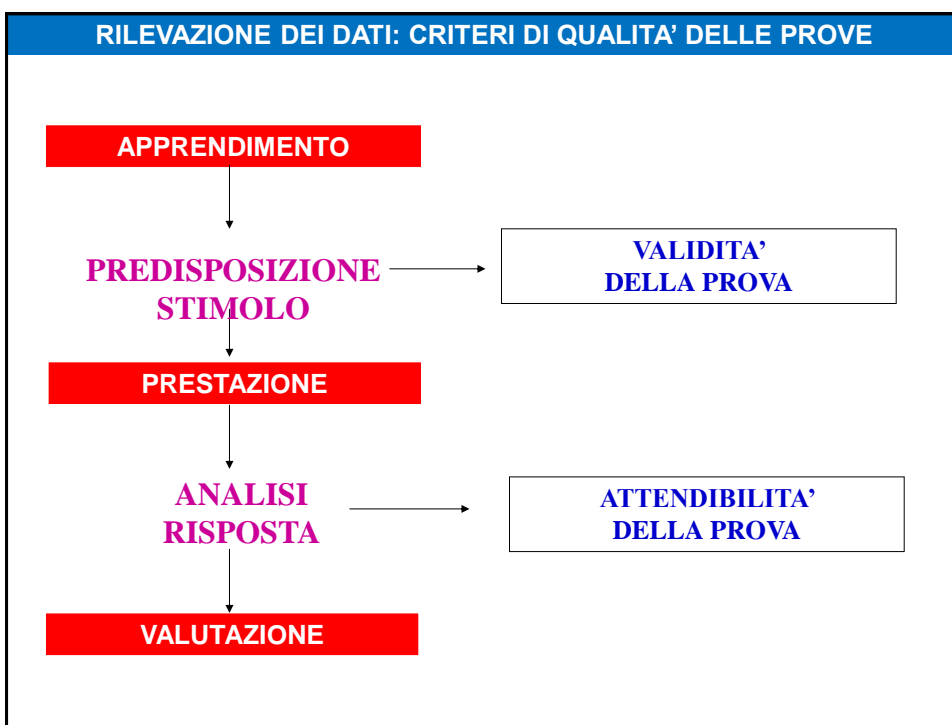 RILEVAZIONE DEI DATI: CRITERI DI QUALITA’ DELLE PROVE
APPRENDIMENTO
PREDISPOSIZIONE
STIMOLO
VALIDITA’
DELLA PROVA
PRESTAZIONE
ANALISI
RISPOSTA
ATTENDIBILITA’
DELLA PROVA
VALUTAZIONE